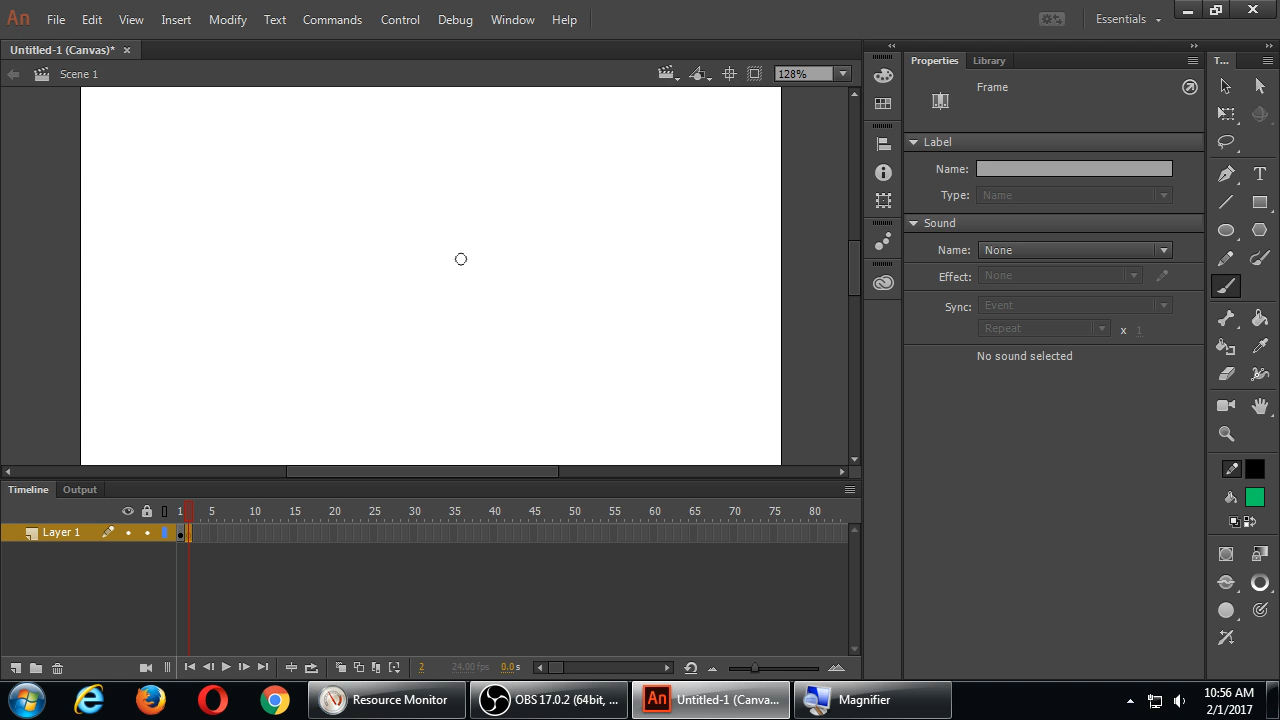 An File Edit View Insert Modify Text Commands Control Debug Window Help Essentials
Untitled-1 (Canvas)* ×
Scene 1 128%
Properties Library T...
Frame
Label
Name:
Type: Name
Sound
Name: None
Effect: None
Sync: Event
Repeat x 1
No sound selected
Timeline Output
1 5 10 15 20 25 30 35 40 45 50 55 60 65 70 75 80
Layer 1
2 24.00 fps 0.0 s
Resource Monitor OBS 17.0.2 (64bit, ... An Untitled-1 (Canva... Magnifier
10:56 AM
2/1/2017